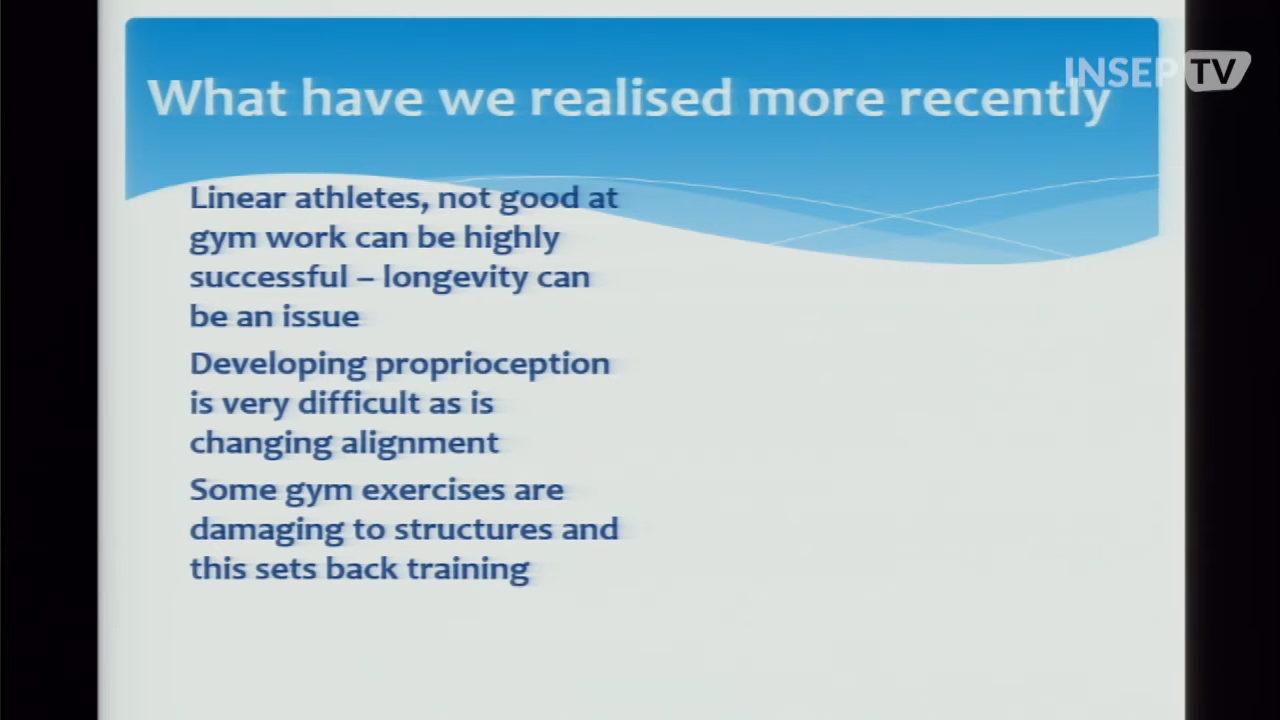 What have we realised more recently
INSEP TV
Linear athletes, not good at
gym work can be highly
successful – longevity can
be an issue
Developing proprioception
is very difficult as is
changing alignment
Some gym exercises are
damaging to structures and
this sets back training